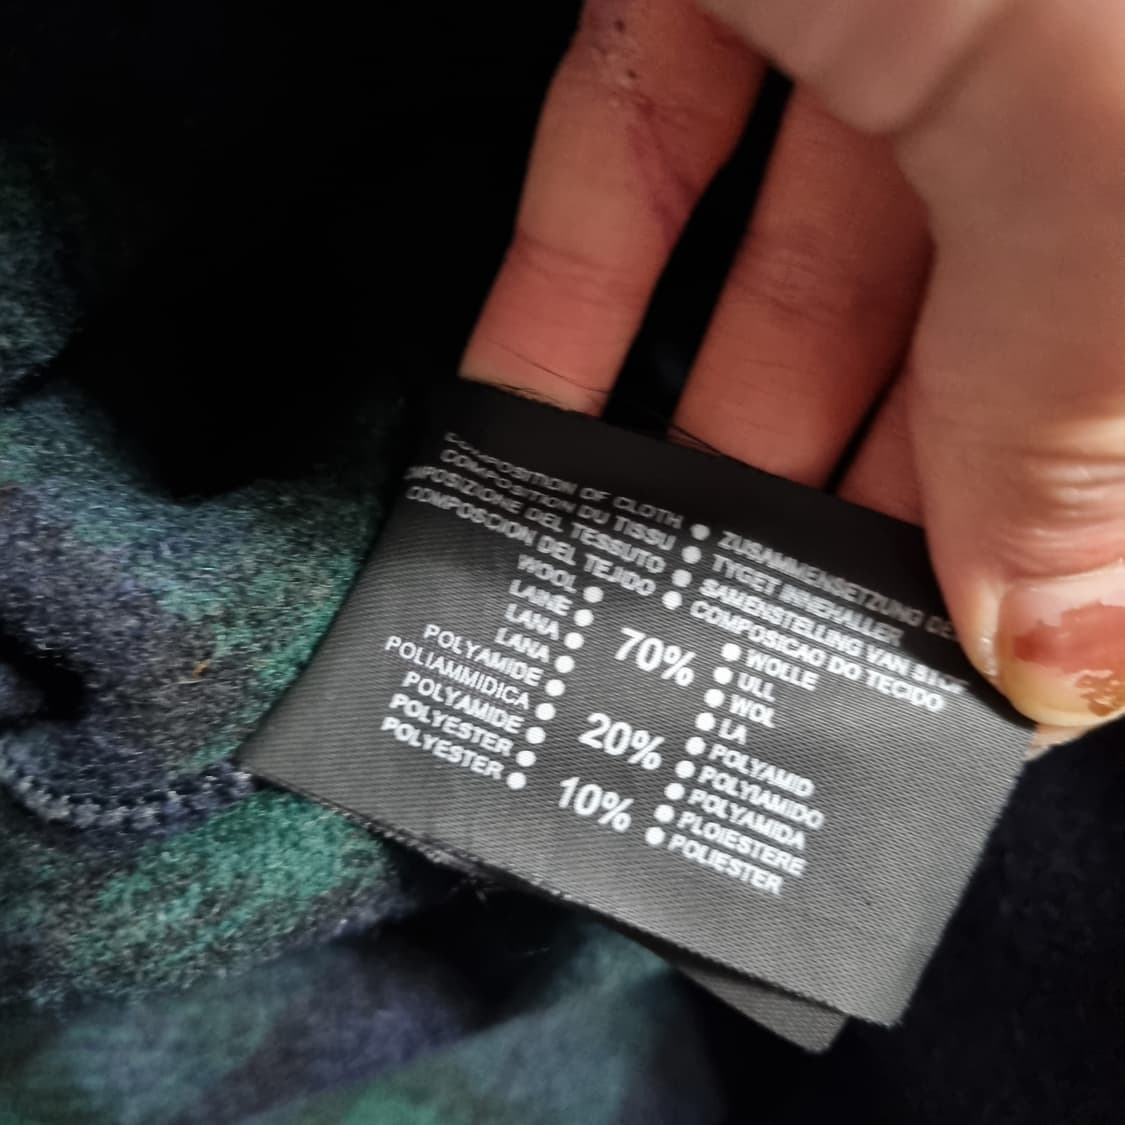 COMPOSITION OF CLOTH ● ZUSAMMENSETZUNG
COMPOSITION DU TISSU ● TYGET INNEHALLER
COMPOSIZIONE DEL TESSUTO ● SAMENSTELLING VAN STOF
COMPOSCION DEL TEJIDO ● COMPOSICAO DO TECIDO
WOOL ● ● WOLLE
LAINE ● ● ULL
LANA ● 70% ● WOL
LANA ● ● LA
POLYAMIDE ● ● POLYAMID
POLIAMMIDICA ● 20% ● POLYIAMIDO
POLYAMIDE ● ● POLYAMIDA
POLYESTER ● ● PLOIESTERE
POLYESTER ● 10% ● POLIESTER